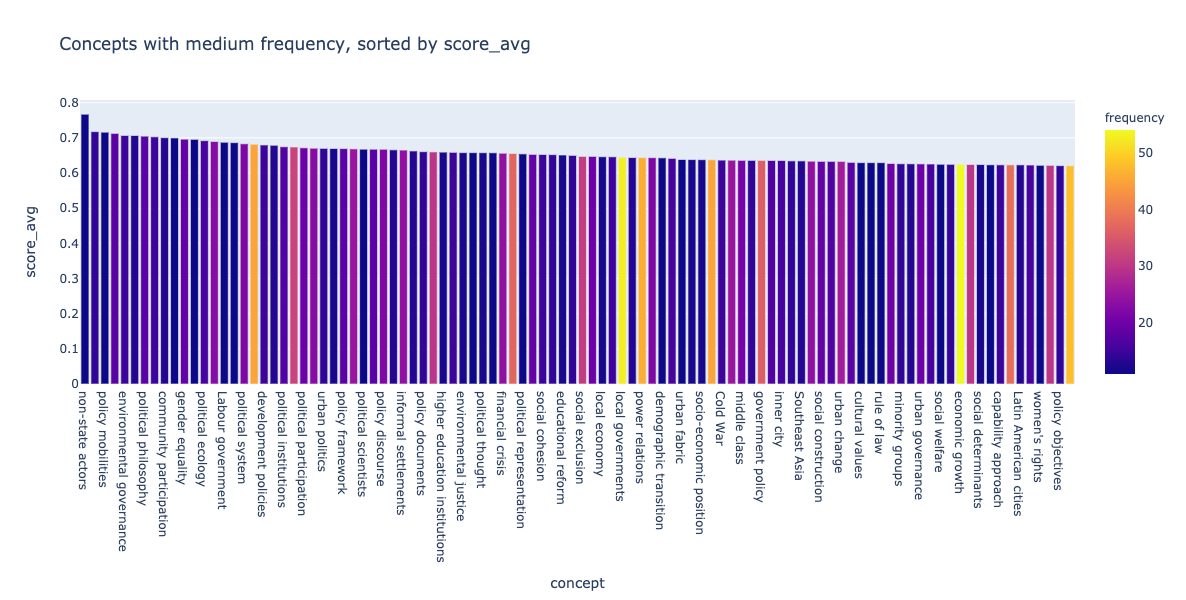 Concepts with medium frequency, sorted by score_avg
frequency
50
40
30
20
score_avg
0.8
0.7
0.6
0.5
0.4
0.3
0.2
0.1
0
non-state actors
policy mobilities
environmental governance
political philosophy
community participation
gender equality
political ecology
Labour government
political system
development policies
political institutions
political participation
urban politics
policy framework
political scientists
policy discourse
informal settlements
policy documents
higher education institutions
environmental justice
political thought
financial crisis
political representation
social cohesion
educational reform
social exclusion
local economy
local governments
power relations
demographic transition
urban fabric
socio-economic position
Cold War
middle class
government policy
inner city
Southeast Asia
social construction
urban change
cultural values
rule of law
minority groups
urban governance
social welfare
economic growth
social determinants
capability approach
Latin American cities
women's rights
policy objectives
concept